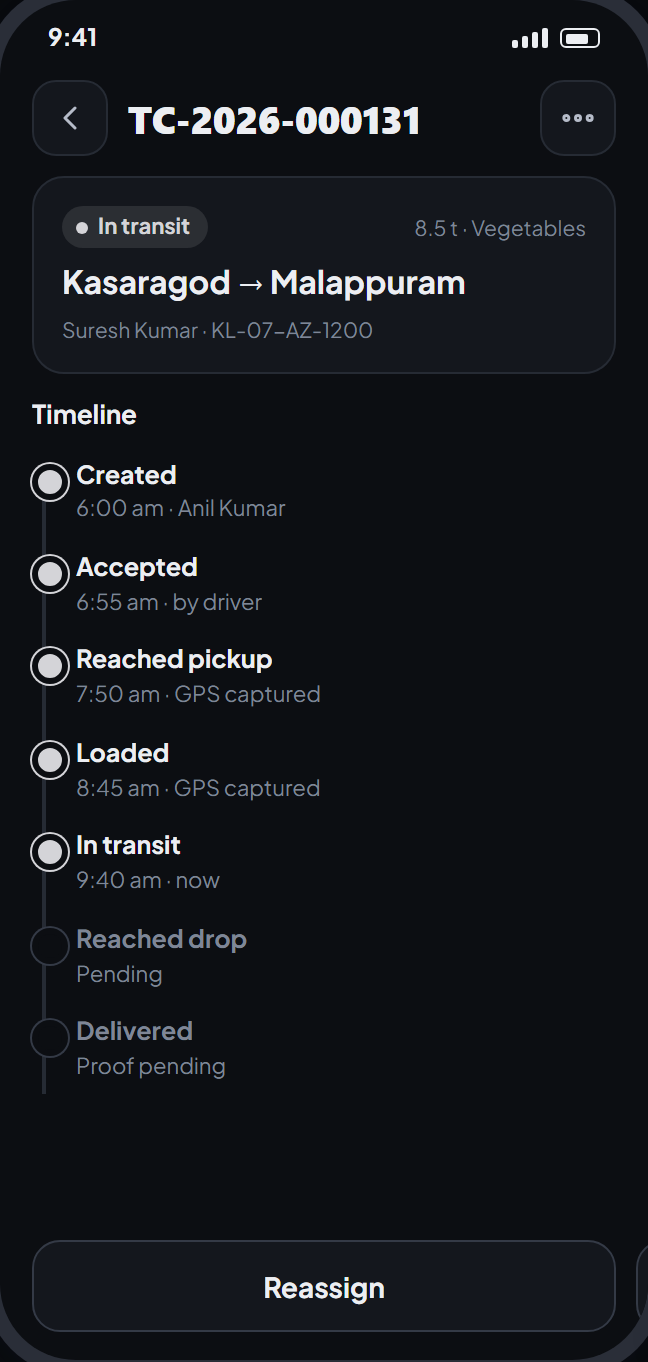 9:41
TC-2026-000131
In transit
8.5 t · Vegetables
Kasaragod → Malappuram
Suresh Kumar · KL-07-AZ-1200
Timeline
Created
6:00 am · Anil Kumar
Accepted
6:55 am · by driver
Reached pickup
7:50 am · GPS captured
Loaded
8:45 am · GPS captured
In transit
9:40 am · now
Reached drop
Pending
Delivered
Proof pending
Reassign